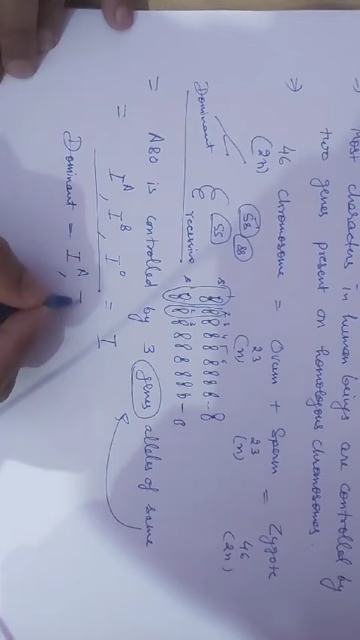 → Most characters in human beings are controlled by
two genes present on homologous chromosomes.
⇒ 46 chromosome = Ovum + Sperm = Zygote
(2n) 23 23 46
(n) (n) (2n)
Dominant
recessive
= ABO is controlled by 3 genes alleles of same
= I^A, I^B, I^O = I
Dominant = I^A,